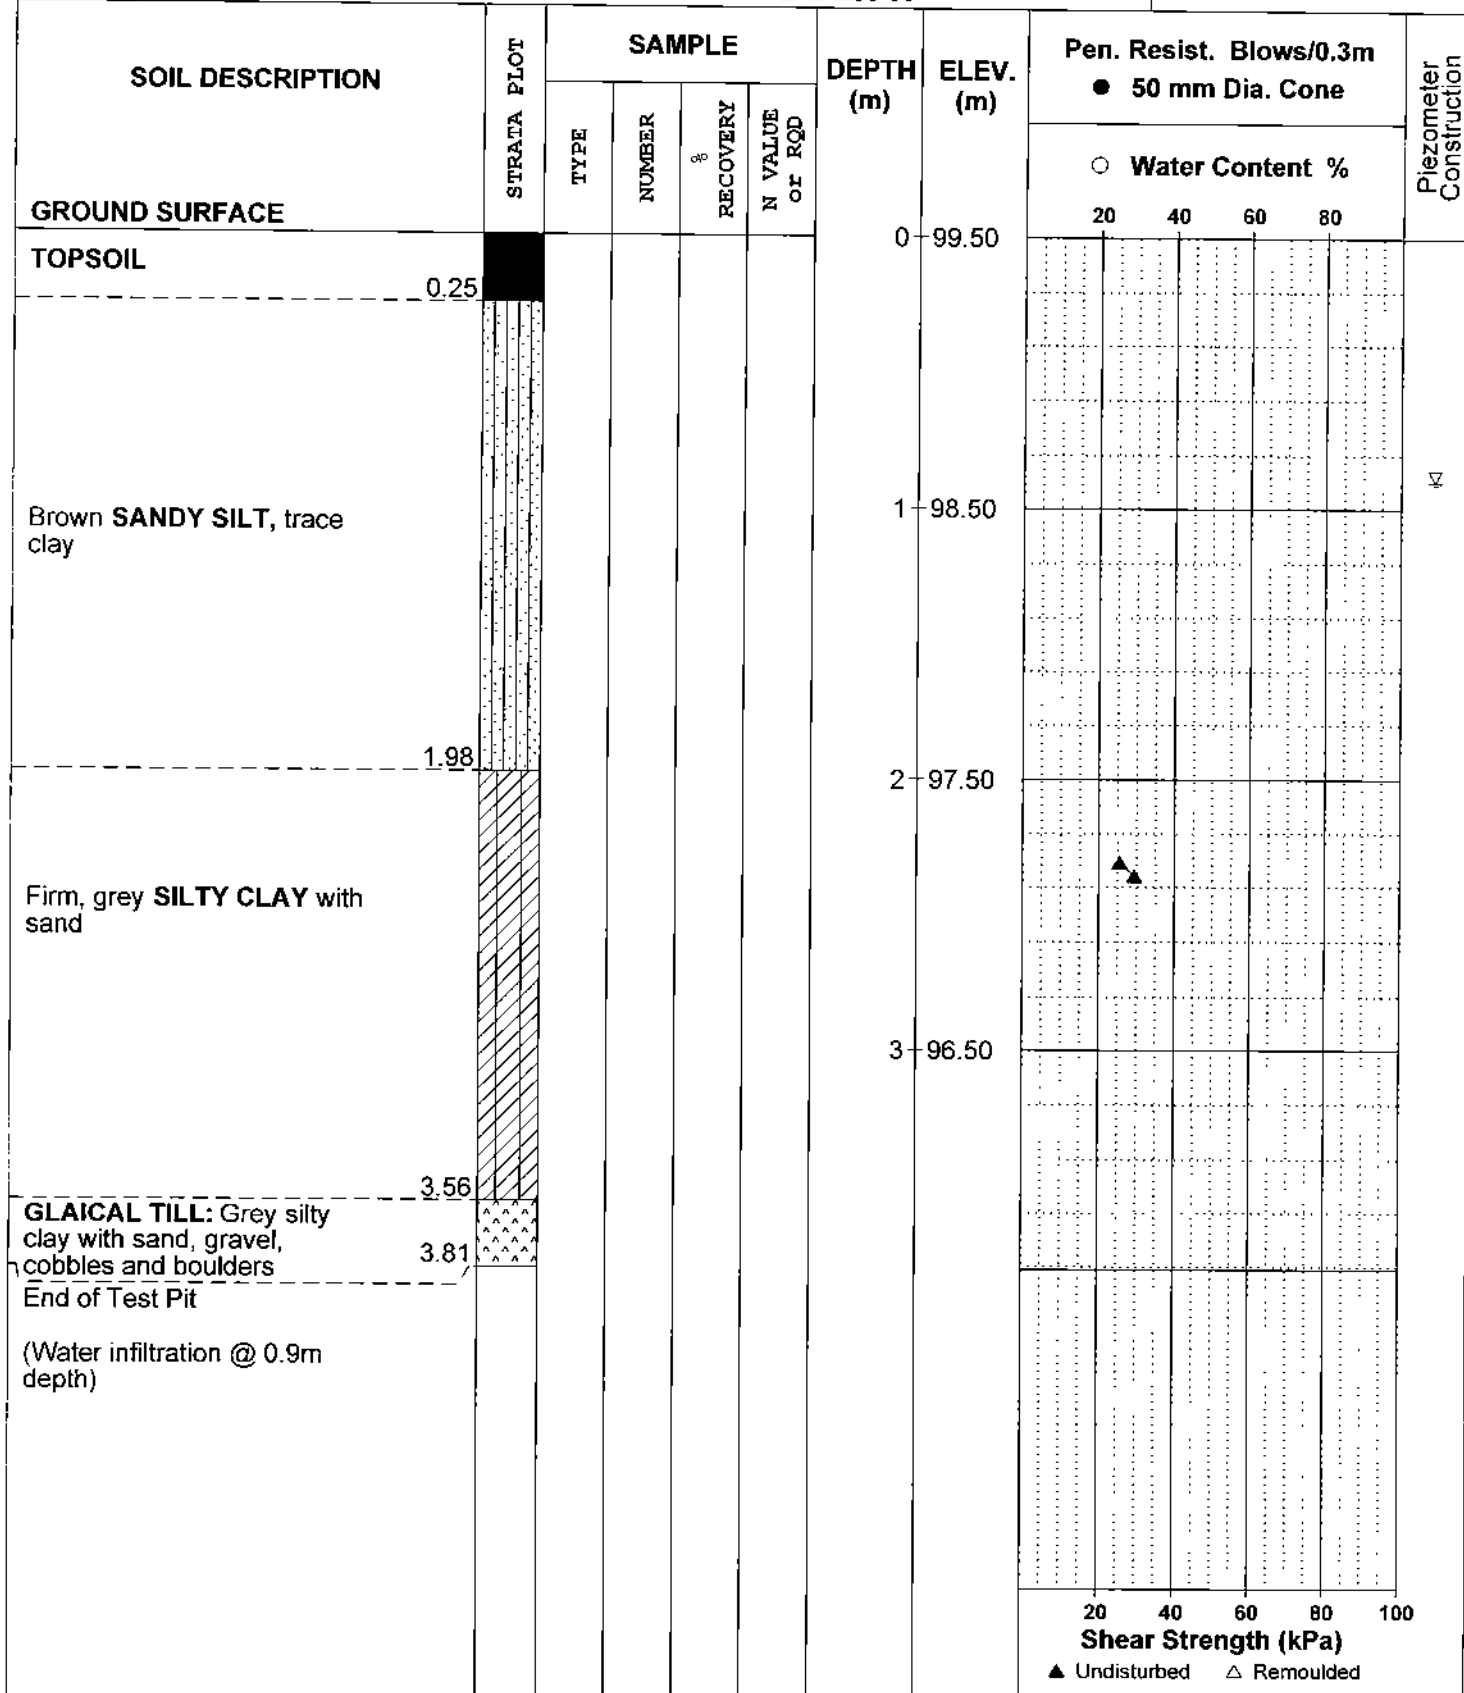 SOIL DESCRIPTION
GROUND SURFACE
STRATA PLOT
SAMPLE
TYPE
NUMBER
% RECOVERY
N VALUE
or RQD
DEPTH
(m)
ELEV.
(m)
Pen. Resist. Blows/0.3m
● 50 mm Dia. Cone
○ Water Content %
20 40 60 80
Piezometer
Construction
0 99.50
TOPSOIL
0.25
1 98.50
Brown SANDY SILT, trace
clay
1.98
2 97.50
Firm, grey SILTY CLAY with
sand
3 96.50
3.56
GLAICAL TILL: Grey silty
clay with sand, gravel,
cobbles and boulders
3.81
End of Test Pit
(Water infiltration @ 0.9m
depth)
20 40 60 80 100
Shear Strength (kPa)
▲ Undisturbed △ Remoulded